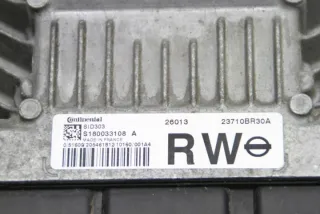 Continental
SID303
26013
23710BR30A
S180033108 A
MADE IN FRANCE
RW